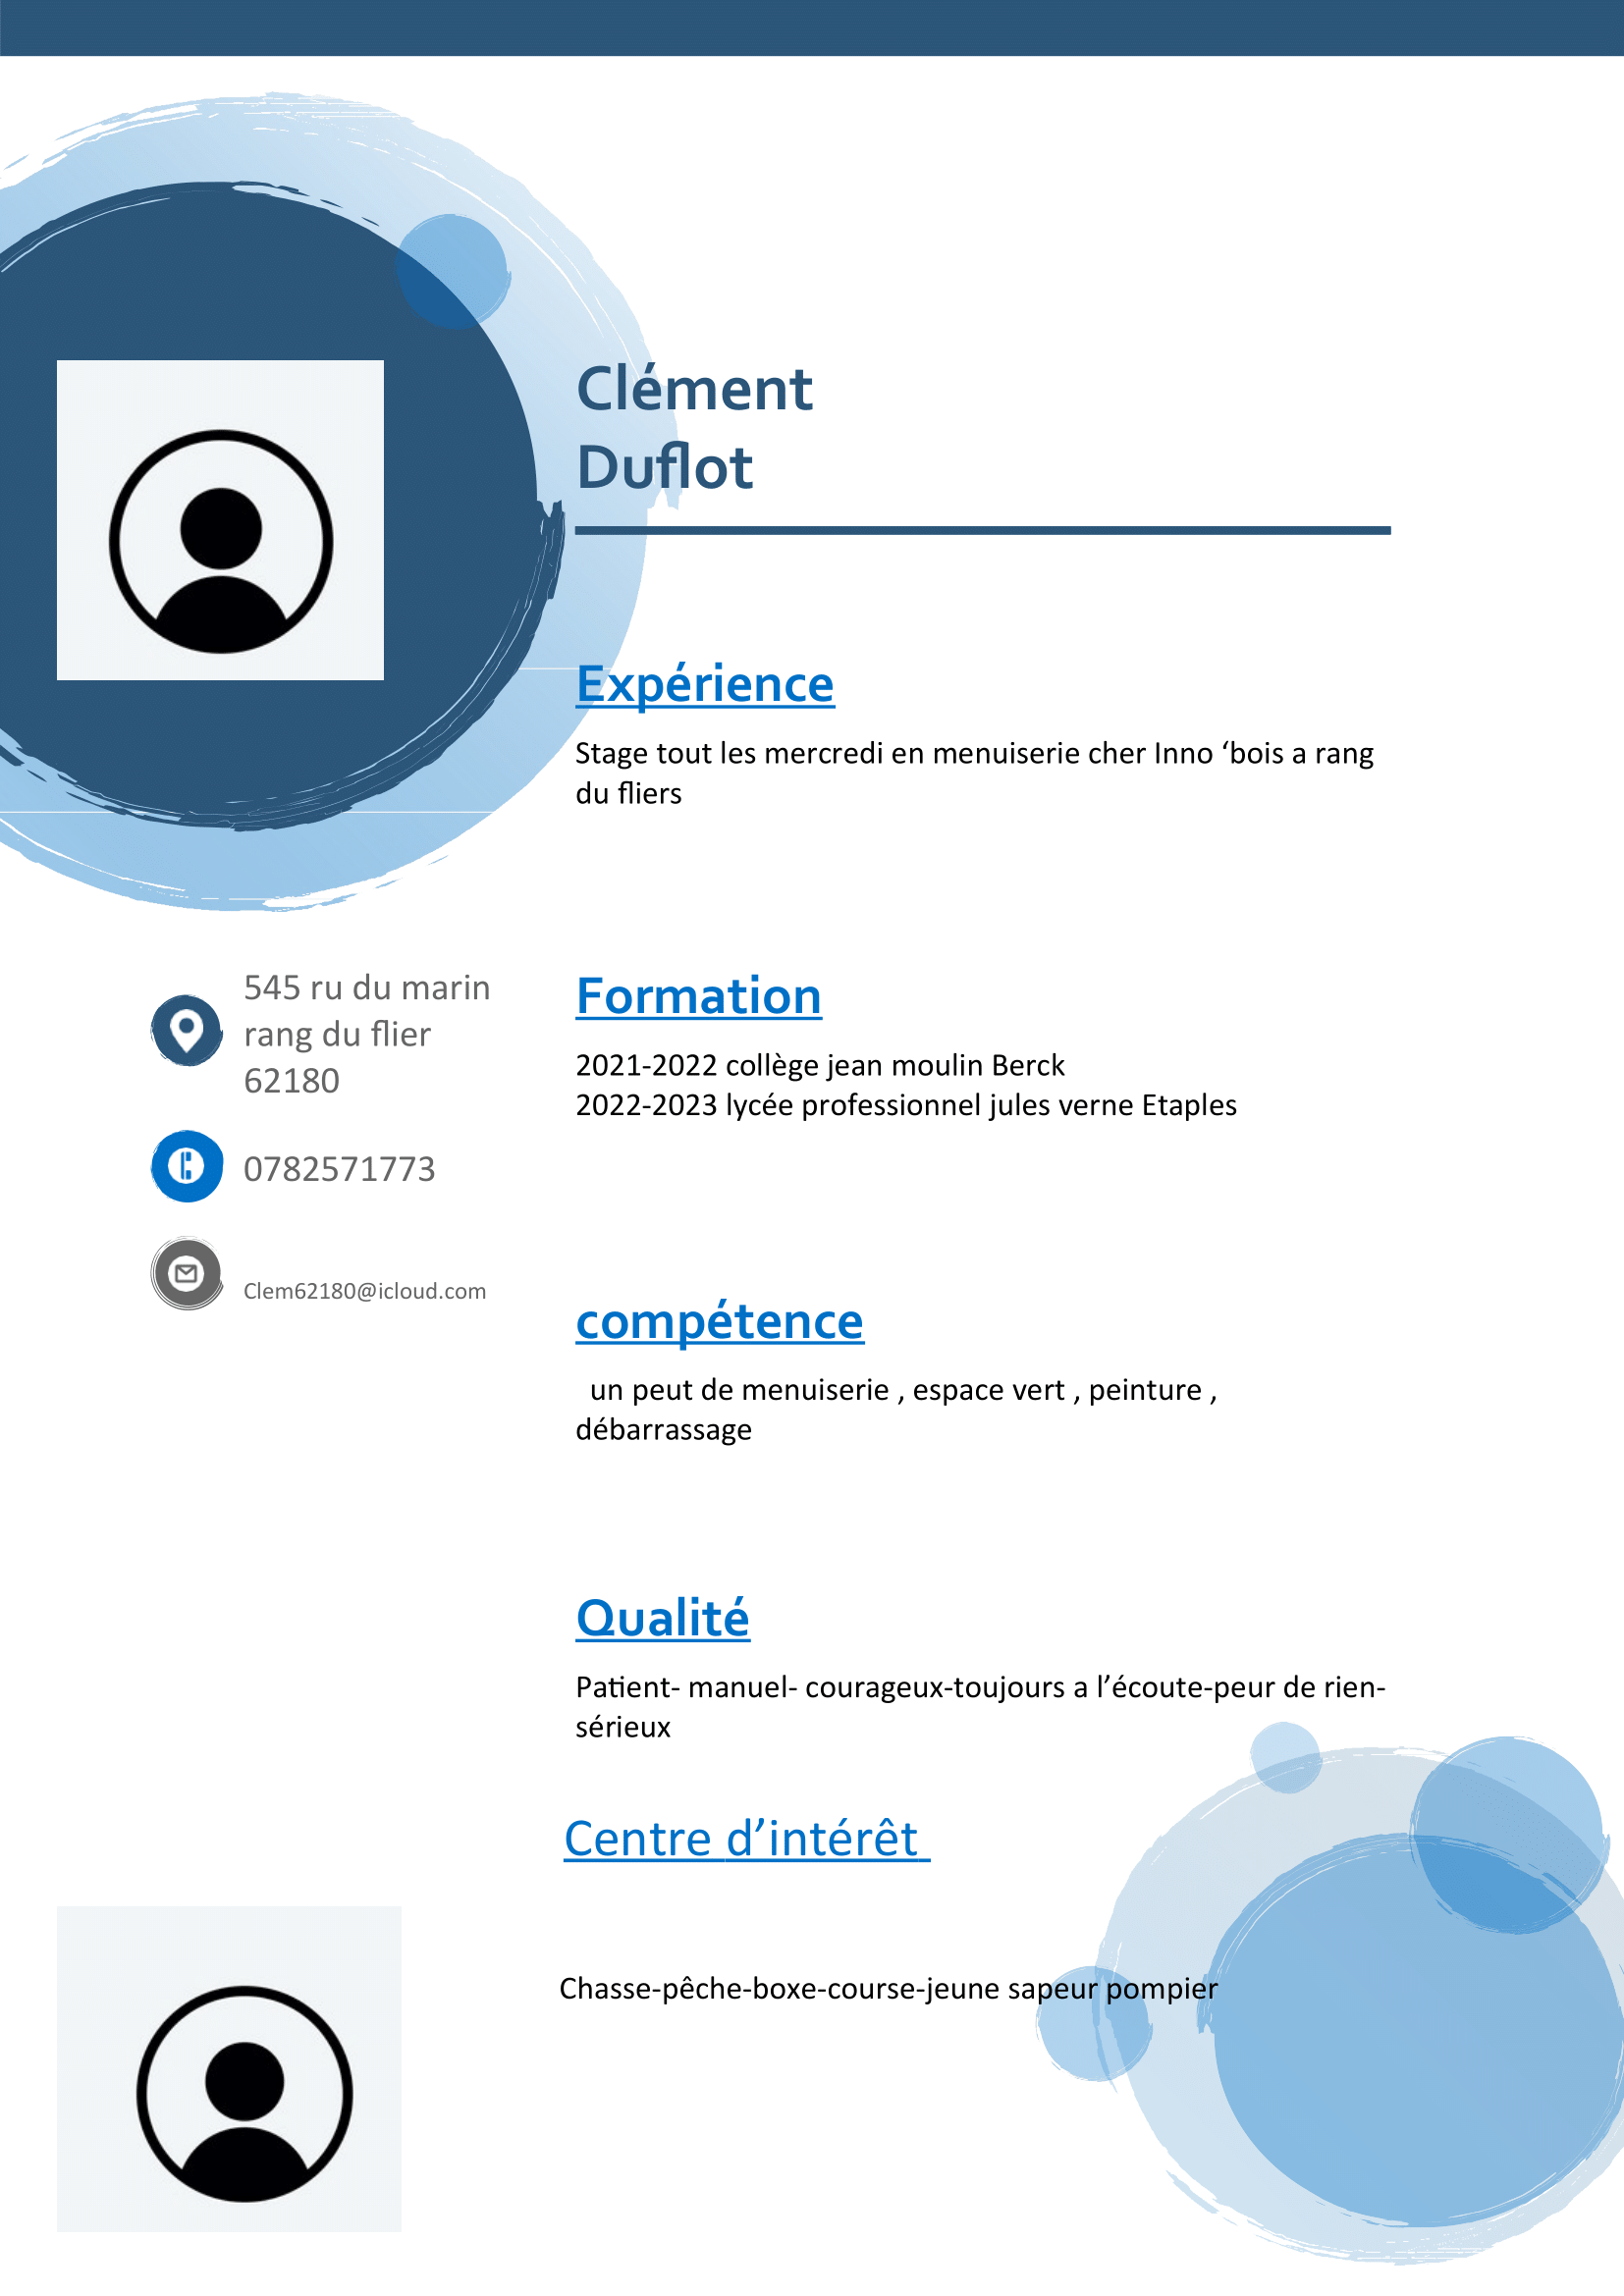 Clément
Duflot
Expérience
Stage tout les mercredi en menuiserie cher Inno ‘bois a rang
du fliers
545 ru du marin
rang du flier
62180
0782571773
Clem62180@icloud.com
Formation
2021-2022 collège jean moulin Berck
2022-2023 lycée professionnel jules verne Etaples
compétence
un peut de menuiserie , espace vert , peinture ,
débarrassage
Qualité
Patient- manuel- courageux-toujours a l’écoute-peur de rien-
sérieux
Centre d’intérêt
Chasse-pêche-boxe-course-jeune sapeur pompier